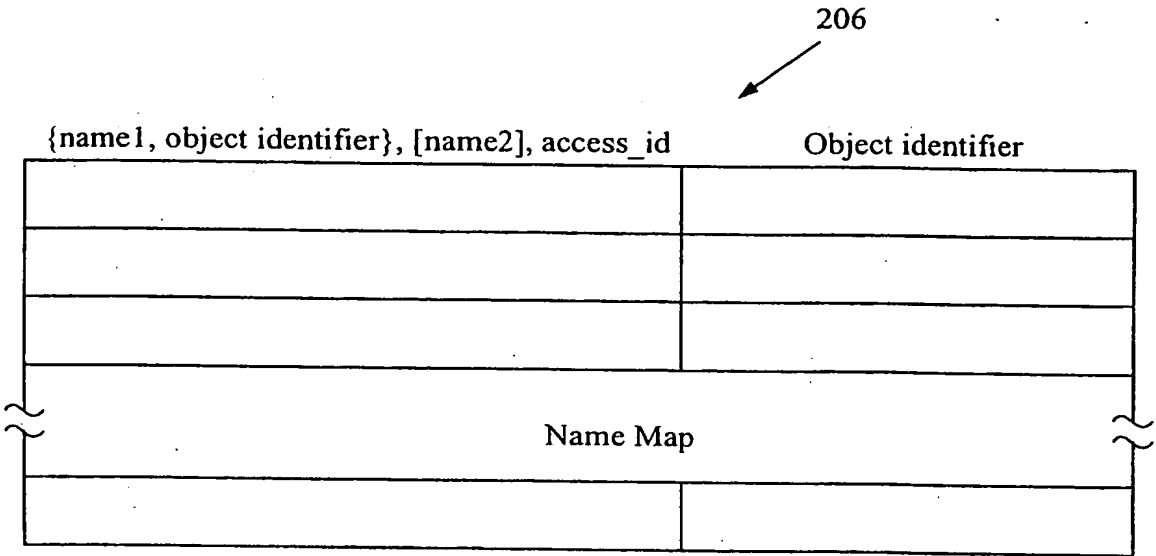 206
{name1, object identifier}, [name2], access_id Object identifier
Name Map